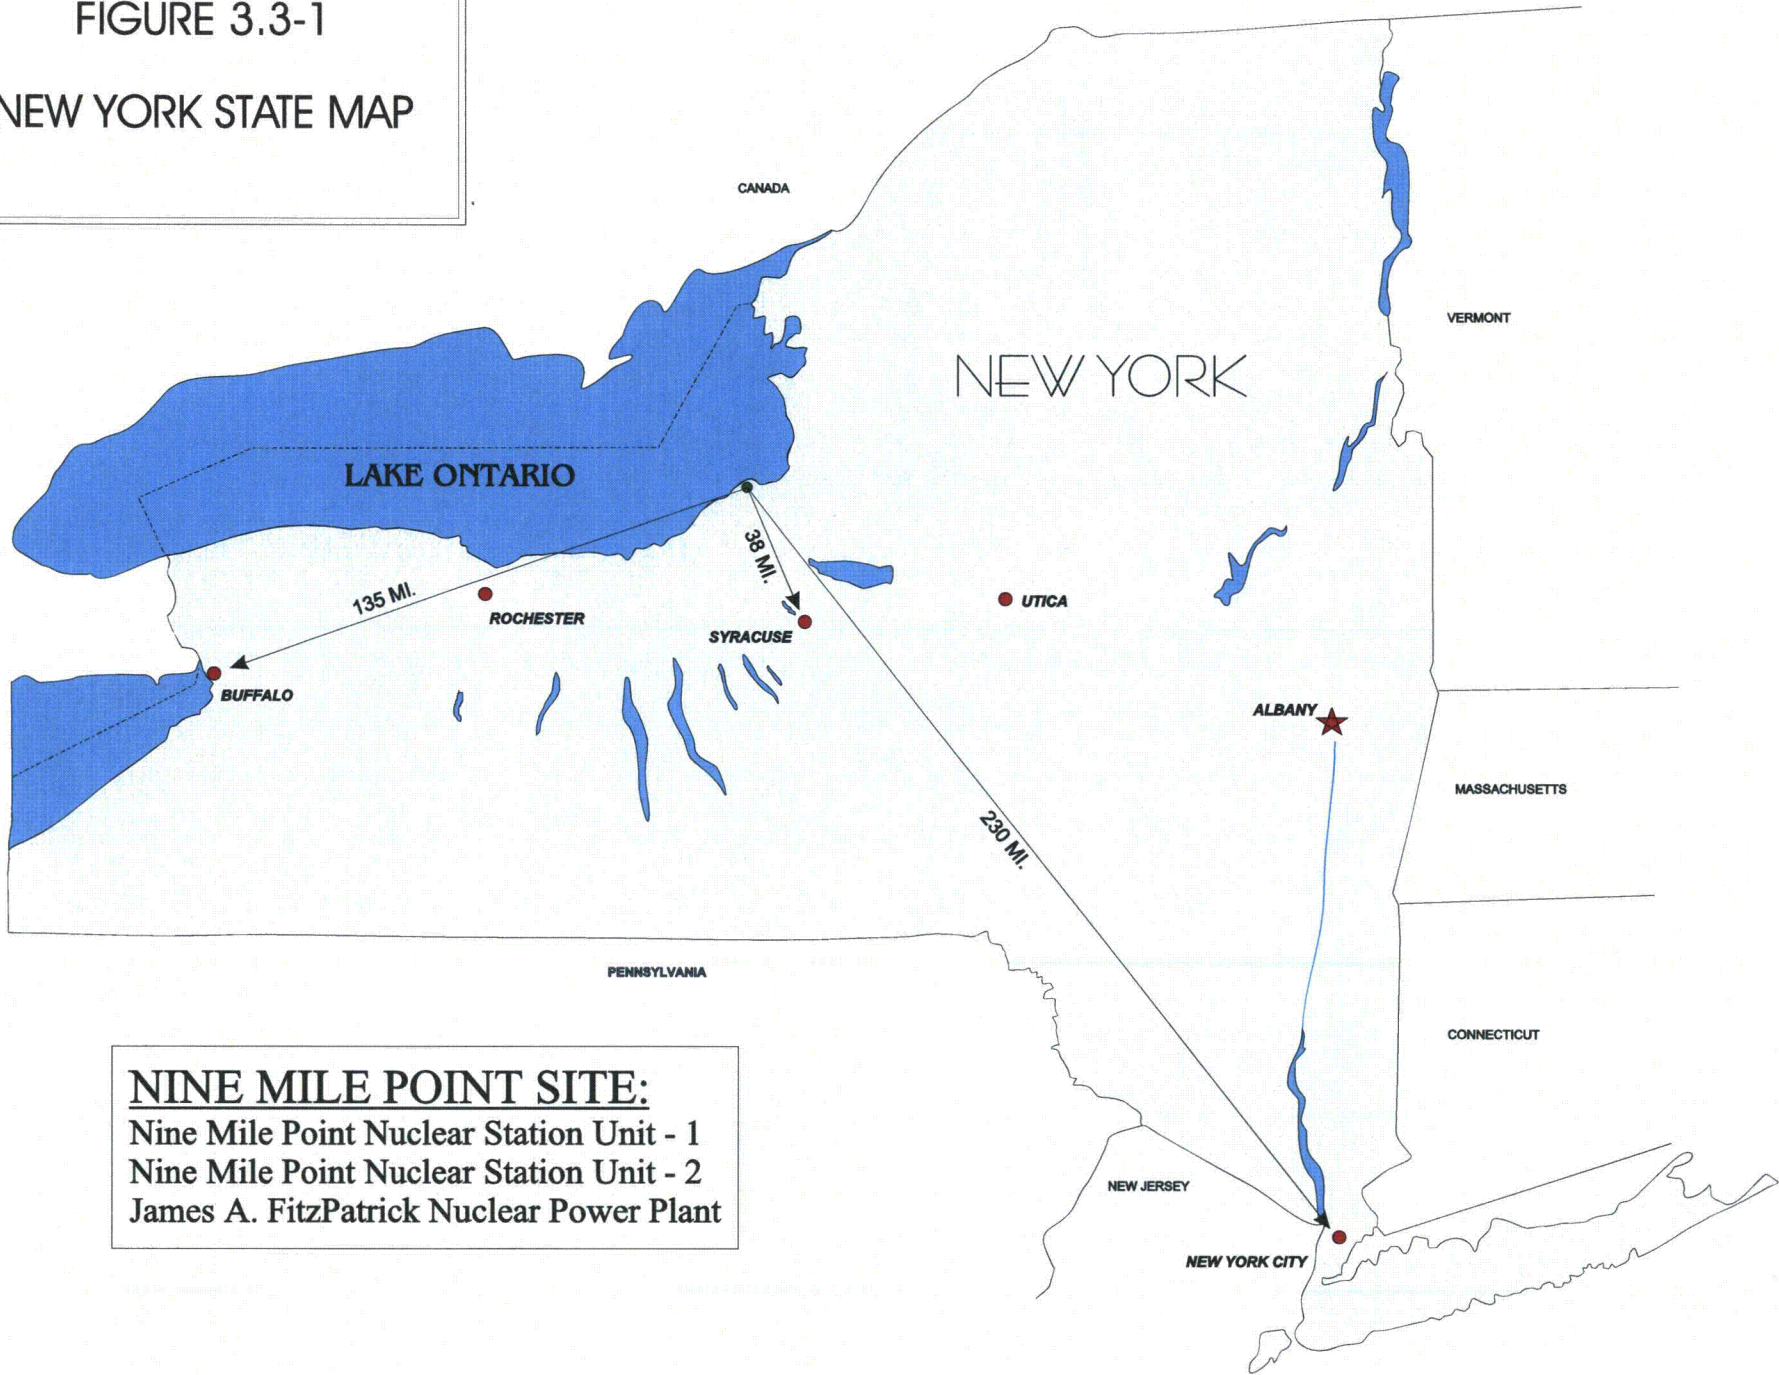 FIGURE 3.3-1
NEW YORK STATE MAP
CANADA
VERMONT
NEW YORK
LAKE ONTARIO
38 MI.
135 MI.
ROCHESTER
UTICA
SYRACUSE
BUFFALO
ALBANY
MASSACHUSETTS
230 MI.
PENNSYLVANIA
CONNECTICUT
NINE MILE POINT SITE:
Nine Mile Point Nuclear Station Unit - 1
Nine Mile Point Nuclear Station Unit - 2
James A. FitzPatrick Nuclear Power Plant
NEW JERSEY
NEW YORK CITY